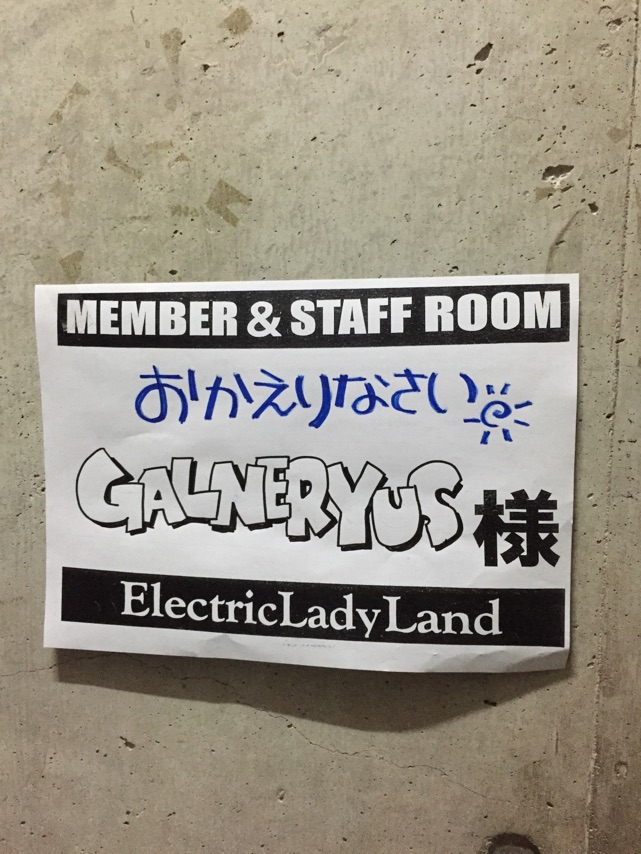 MEMBER & STAFF ROOM
おかえりなさい
GALNERYUS 様
ElectricLadyLand